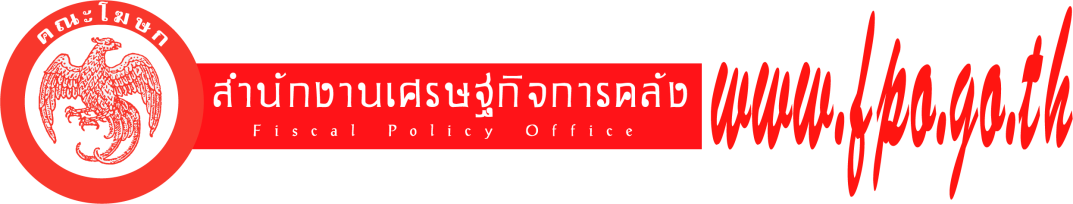 คณะโฆษก
สำนักงานเศรษฐกิจการคลัง
Fiscal Policy Office
www.fpo.go.th